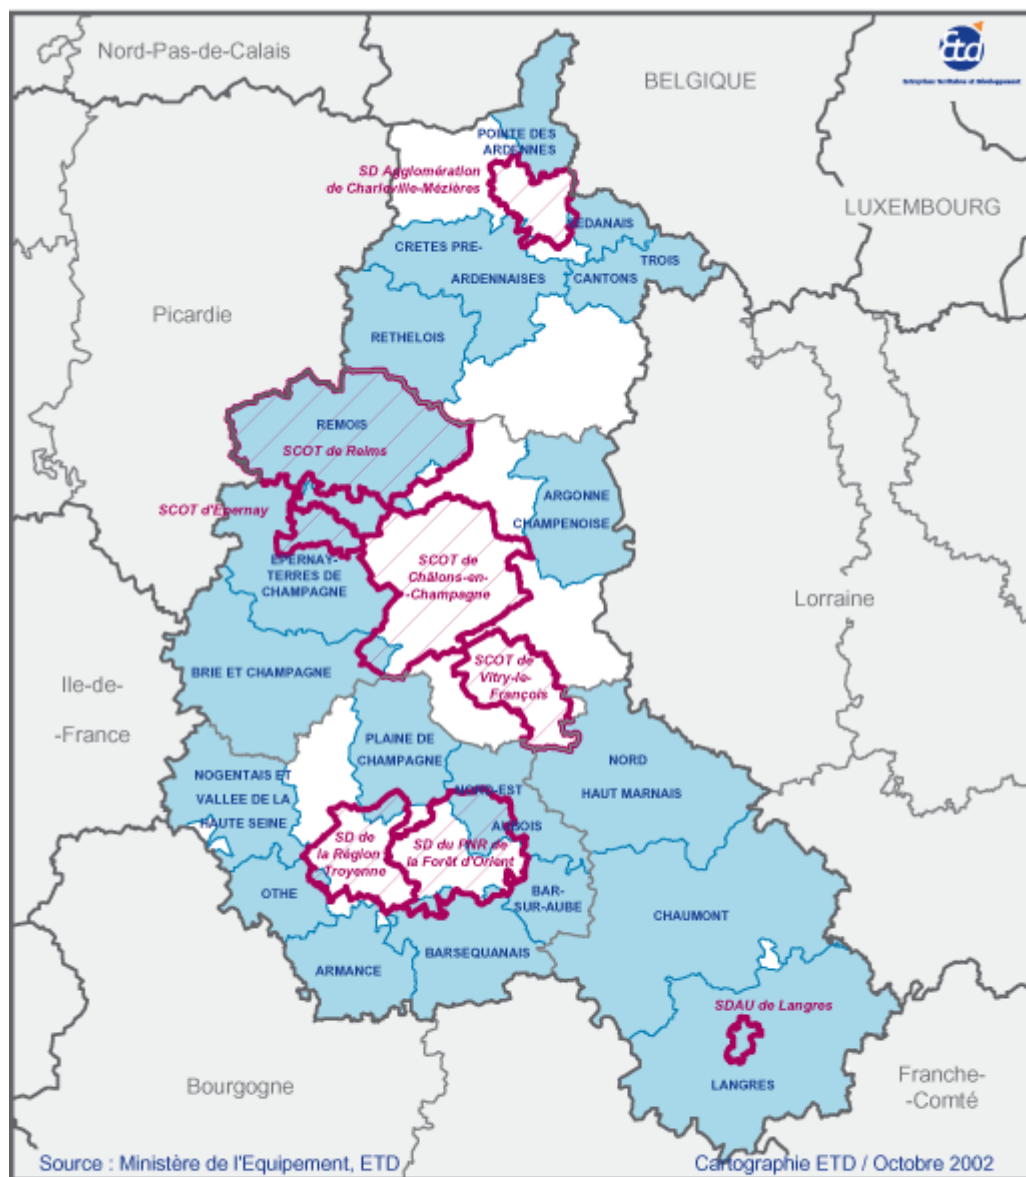 Nord-Pas-de-Calais
Etd
Entreprises Territoires et Développement
BELGIQUE
POINTE DES
ARDENNES
SD Agglomération
de Charleville-Mézières
LUXEMBOURG
SEDANAIS
CRETES PRE-
ARDENNAISES
TROIS
CANTONS
Picardie
RETHELOIS
REMOIS
SCOT de Reims
SCOT d'Epernay
ARGONNE
CHAMPENOISE
EPERNAY-
TERRES DE
CHAMPAGNE
SCOT de
Châlons-en-
-Champagne
Lorraine
BRIE ET CHAMPAGNE
SCOT de
Vitry-le-
François
Ile-de-
-France
PLAINE DE
CHAMPAGNE
NORD
HAUT MARNAIS
NOGENTAIS ET
VALLEE DE LA
HAUTE SEINE
NORD-EST
AUBOIS
SD de
la Région
Troyenne
SD du PNR de
la Forêt d'Orient
OTHE
BAR-
SUR-AUBE
CHAUMONT
BARSEQUANAIS
ARMANCE
SDAU de Langres
LANGRES
Bourgogne
Franche-
-Comté
Source : Ministère de l'Equipement, ETD
Cartographie ETD / Octobre 2002